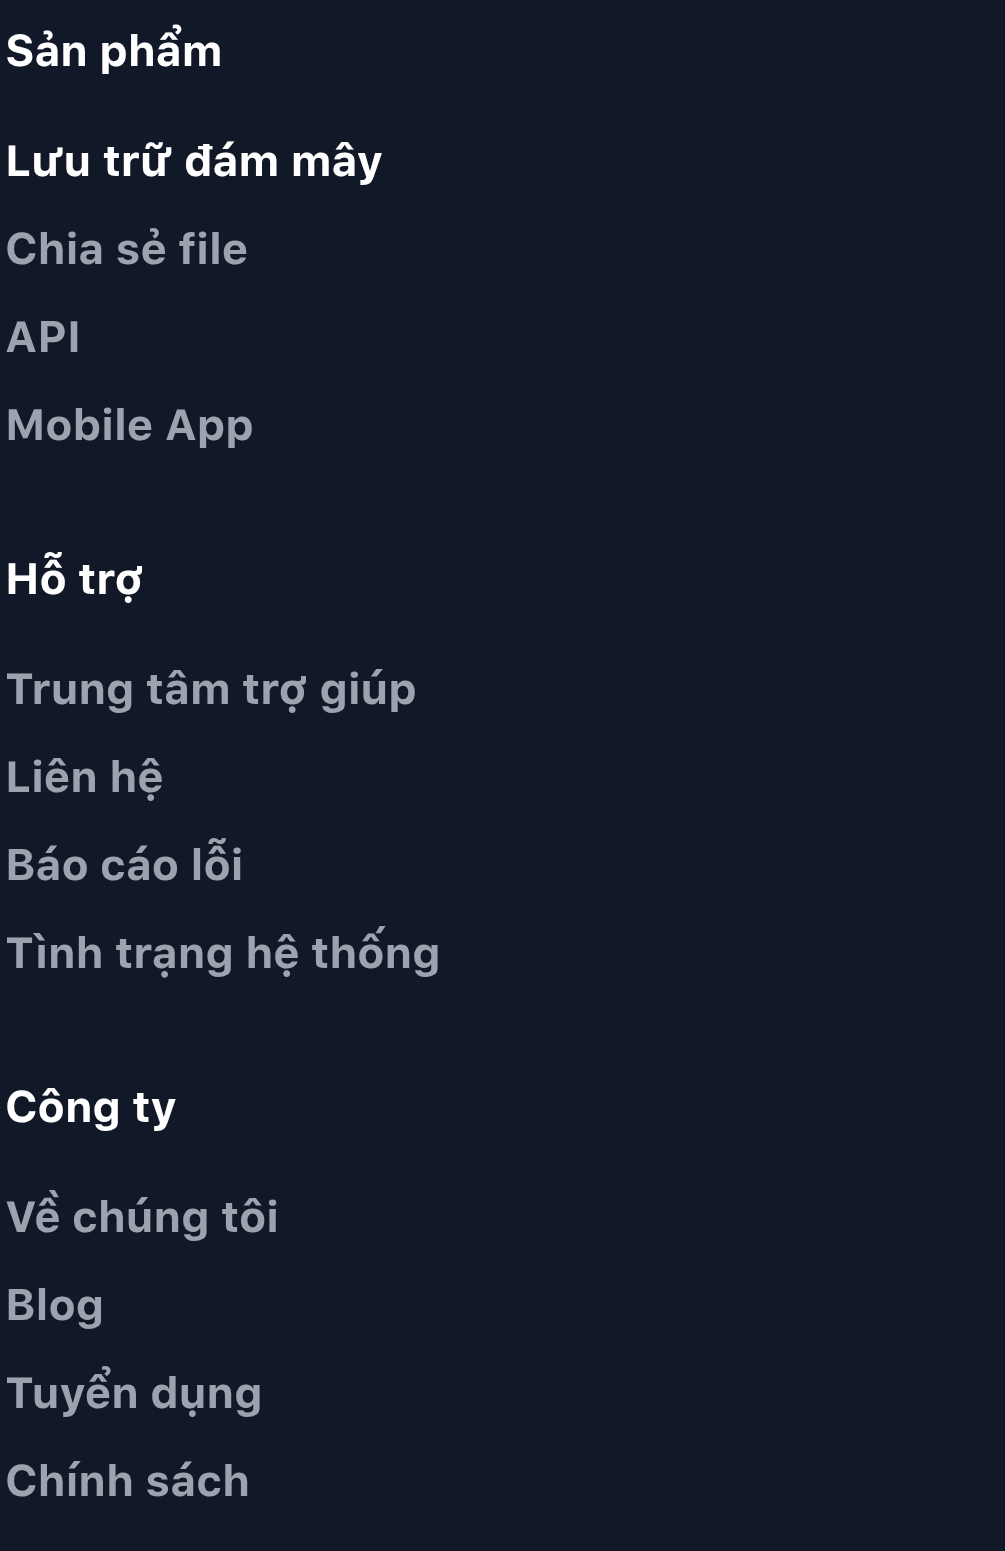 Sản phẩm
Lưu trữ đám mây
Chia sẻ file
API
Mobile App
Hỗ trợ
Trung tâm trợ giúp
Liên hệ
Báo cáo lỗi
Tình trạng hệ thống
Công ty
Về chúng tôi
Blog
Tuyển dụng
Chính sách